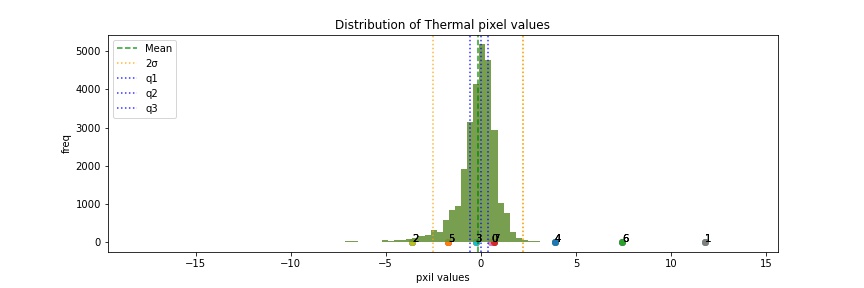 Distribution of Thermal pixel values
Mean
2σ
q1
q2
q3
freq
5000
4000
3000
2000
1000
0
2 5 3 0 7 4 6 1
−15 −10 −5 0 5 10 15
pxil values